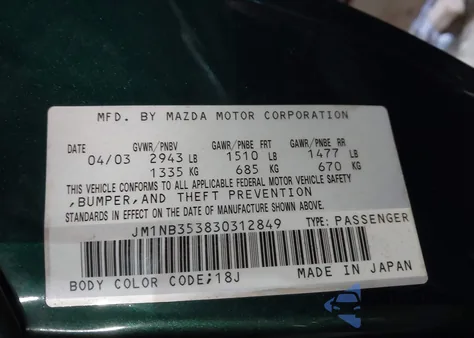 MFD. BY MAZDA MOTOR CORPORATION
DATE GVWR/PNBV GAWR/PNBE FRT GAWR/PNBE RR
04/03 2943 LB 1510 LB 1477 LB
1335 KG 685 KG 670 KG
THIS VEHICLE CONFORMS TO ALL APPLICABLE FEDERAL MOTOR VEHICLE SAFETY
,BUMPER,AND THEFT PREVENTION
STANDARDS IN EFFECT ON THE DATE OF MANUFACTURE SHOWN ABOVE.
JM1NB353830312849 TYPE: PASSENGER
BODY COLOR CODE;18J MADE IN JAPAN